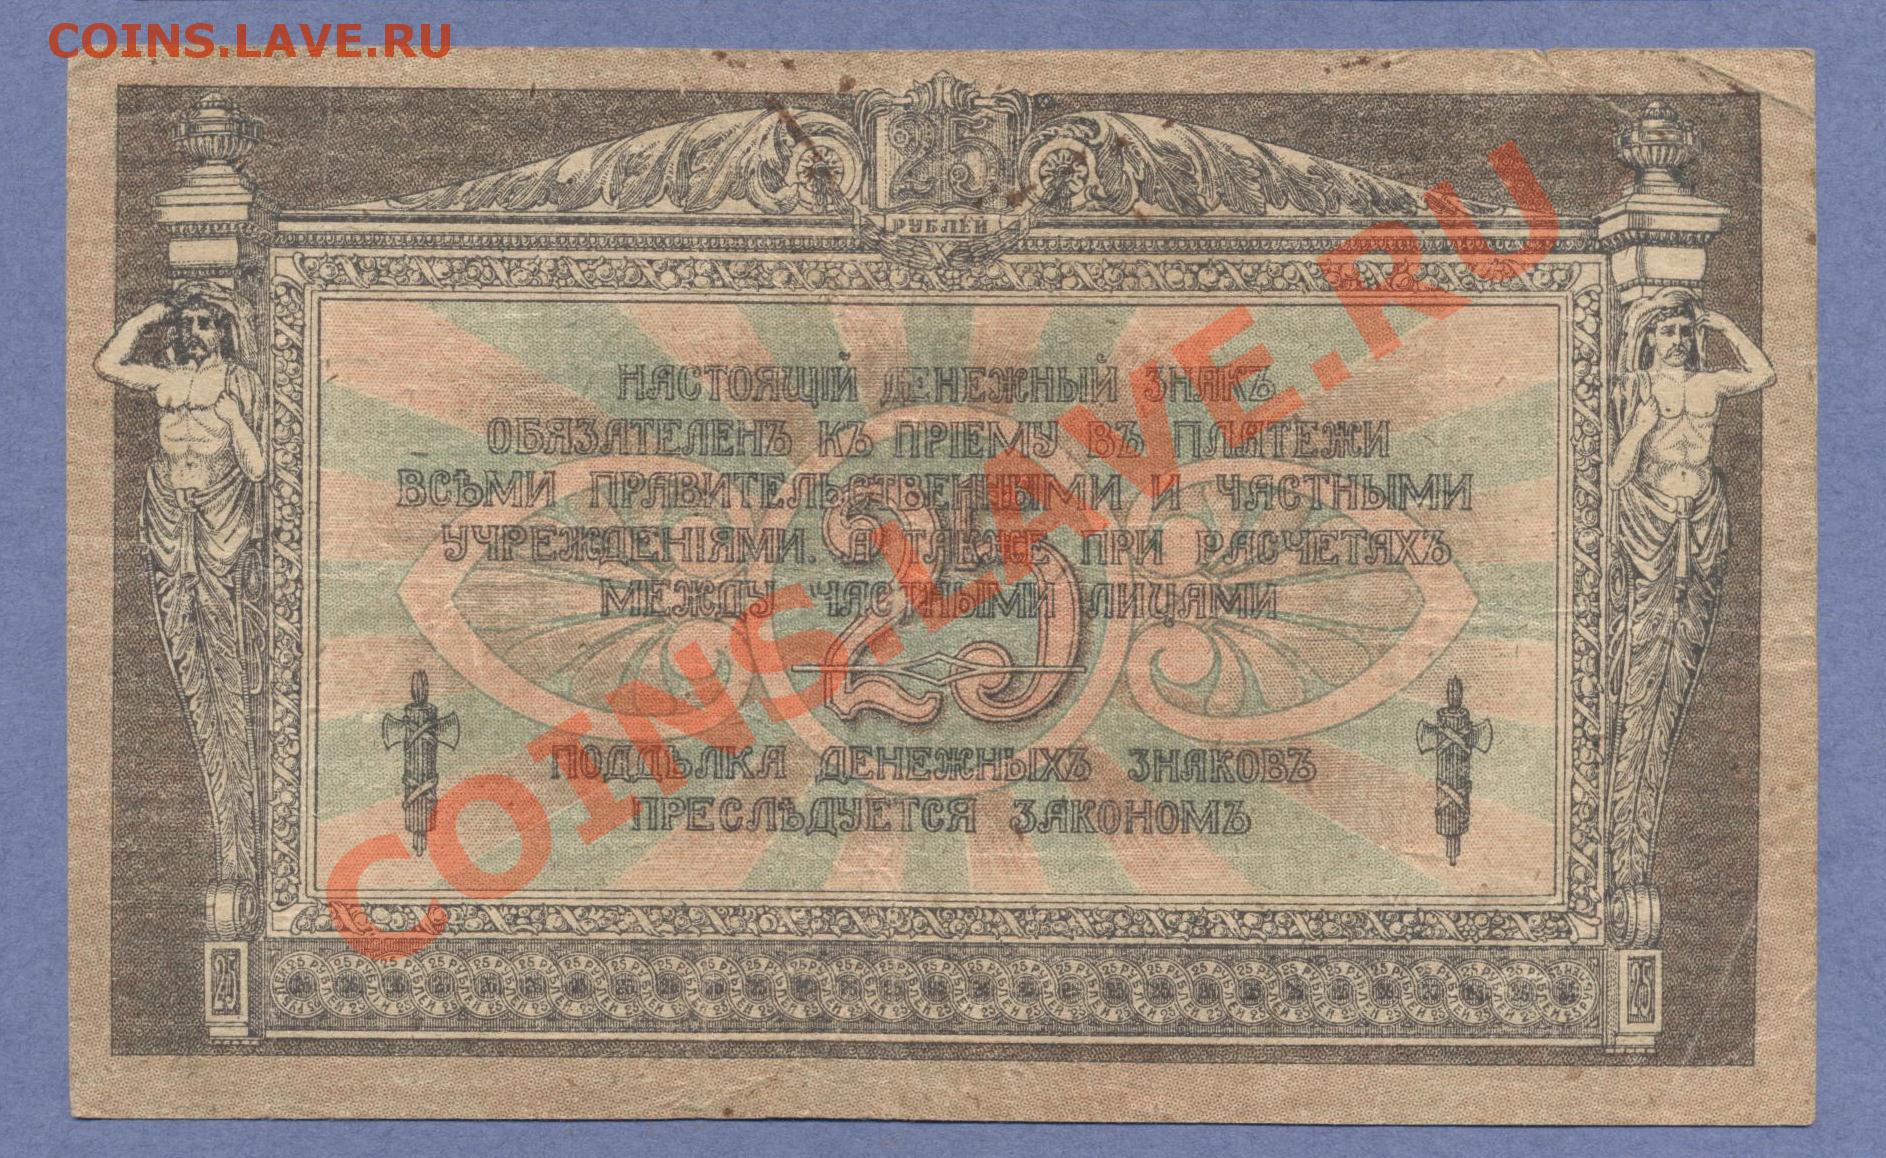 COINS.LAVE.RU
25
РУБЛЕЙ
НАСТОЯЩІЙ ДЕНЕЖНЫЙ ЗНАКЪ
ОБЯЗАТЕЛЕНЪ КЪ ПРІЕМУ ВЪ ПЛАТЕЖИ
ВСѢМИ ПРАВИТЕЛЬСТВЕННЫМИ И ЧАСТНЫМИ
УЧРЕЖДЕНІЯМИ. А ТАКЖЕ ПРИ РАСЧЕТАХЪ
МЕЖДУ ЧАСТНЫМИ ЛИЦАМИ
25
ПОДДѢЛКА ДЕНЕЖНЫХЪ ЗНАКОВЪ
ПРЕСЛѢДУЕТСЯ ЗАКОНОМЪ
COINS.LAVE.RU
25 25